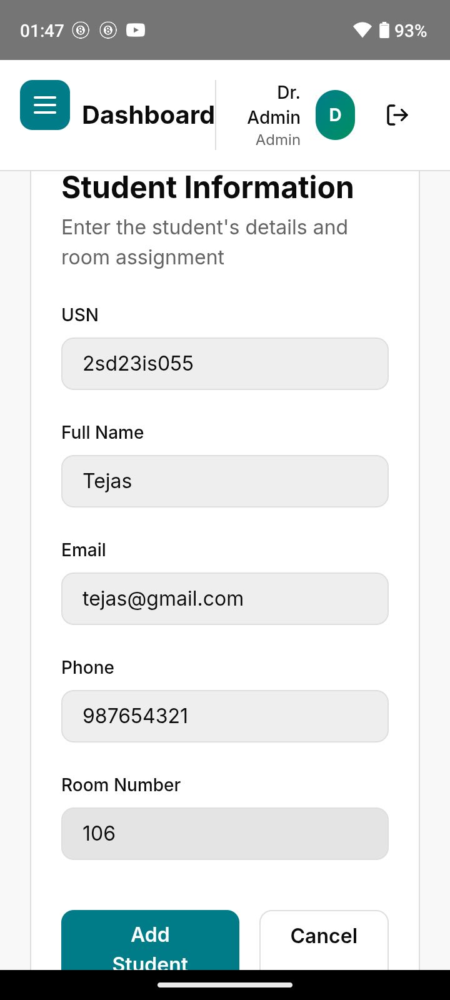 01:47
93%
Dashboard
Dr.
Admin
Admin
D
Student Information
Enter the student's details and
room assignment
USN
2sd23is055
Full Name
Tejas
Email
tejas@gmail.com
Phone
987654321
Room Number
106
Add
Student
Cancel